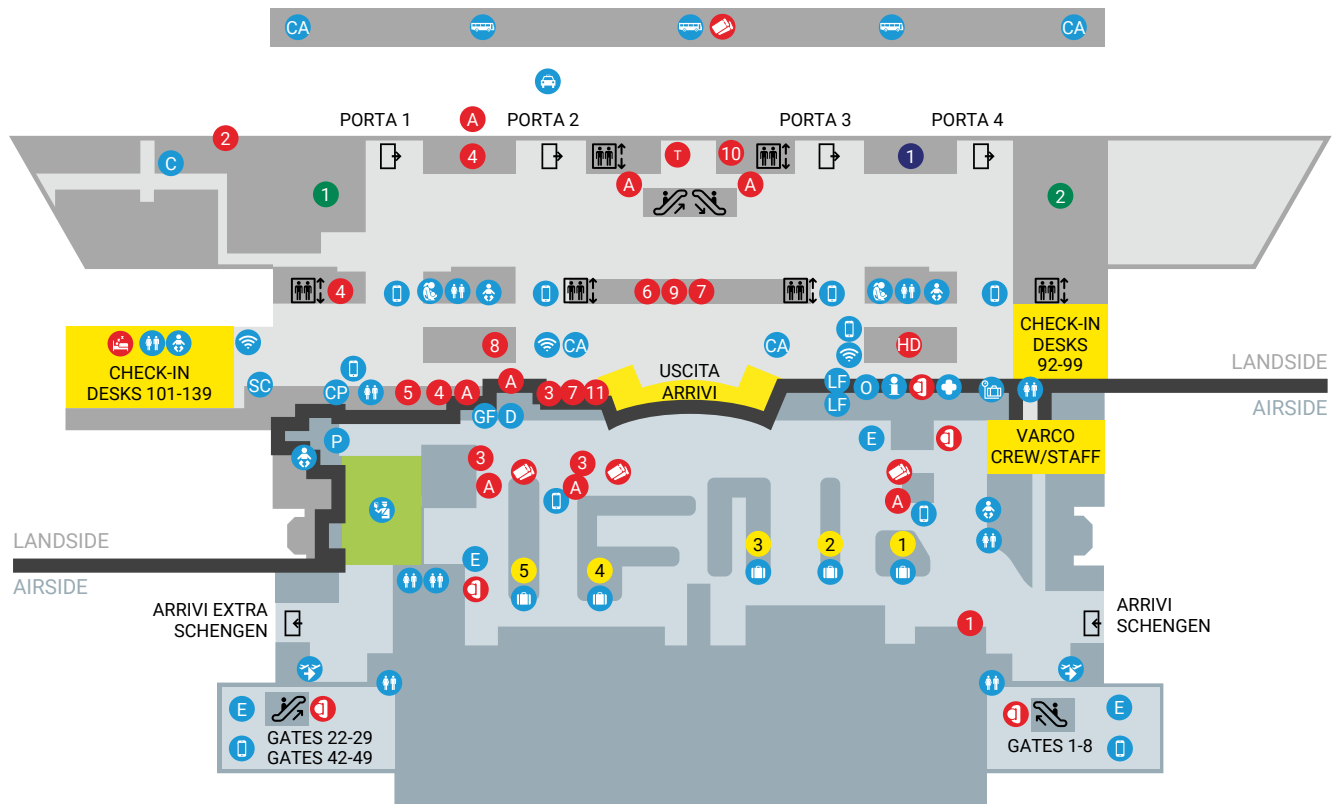 CA CA
PORTA 1 A PORTA 2 PORTA 3 PORTA 4
2
C 4 T 10 1
A A
1 2
4 6 9 7
8 CA CA HD
CHECK-IN
DESKS
92-99
CHECK-IN
DESKS 101-139
USCITA
ARRIVI
LANDSIDE
AIRSIDE
SC CP 5 4 A A 3 7 11 LF O
GF D LF
P E
VARCO
CREW/STAFF
3 3
A A A
LANDSIDE
AIRSIDE
E 5 4 3 2 1
ARRIVI EXTRA
SCHENGEN
1
ARRIVI
SCHENGEN
E E
GATES 22-29
GATES 42-49
GATES 1-8